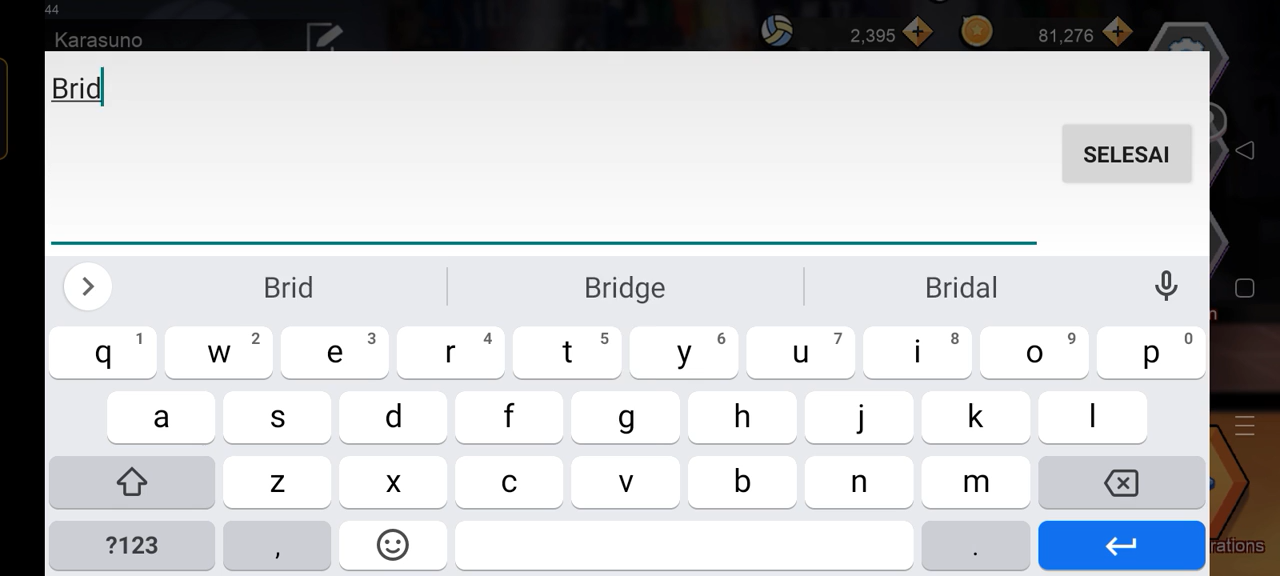 44
Karasuno
2,395
81,276
Brid
SELESAI
Brid Bridge Bridal
q 1 w 2 e 3 r 4 t 5 y 6 u 7 i 8 o 9 p 0
a s d f g h j k l
z x c v b n m
?123 , .
rations